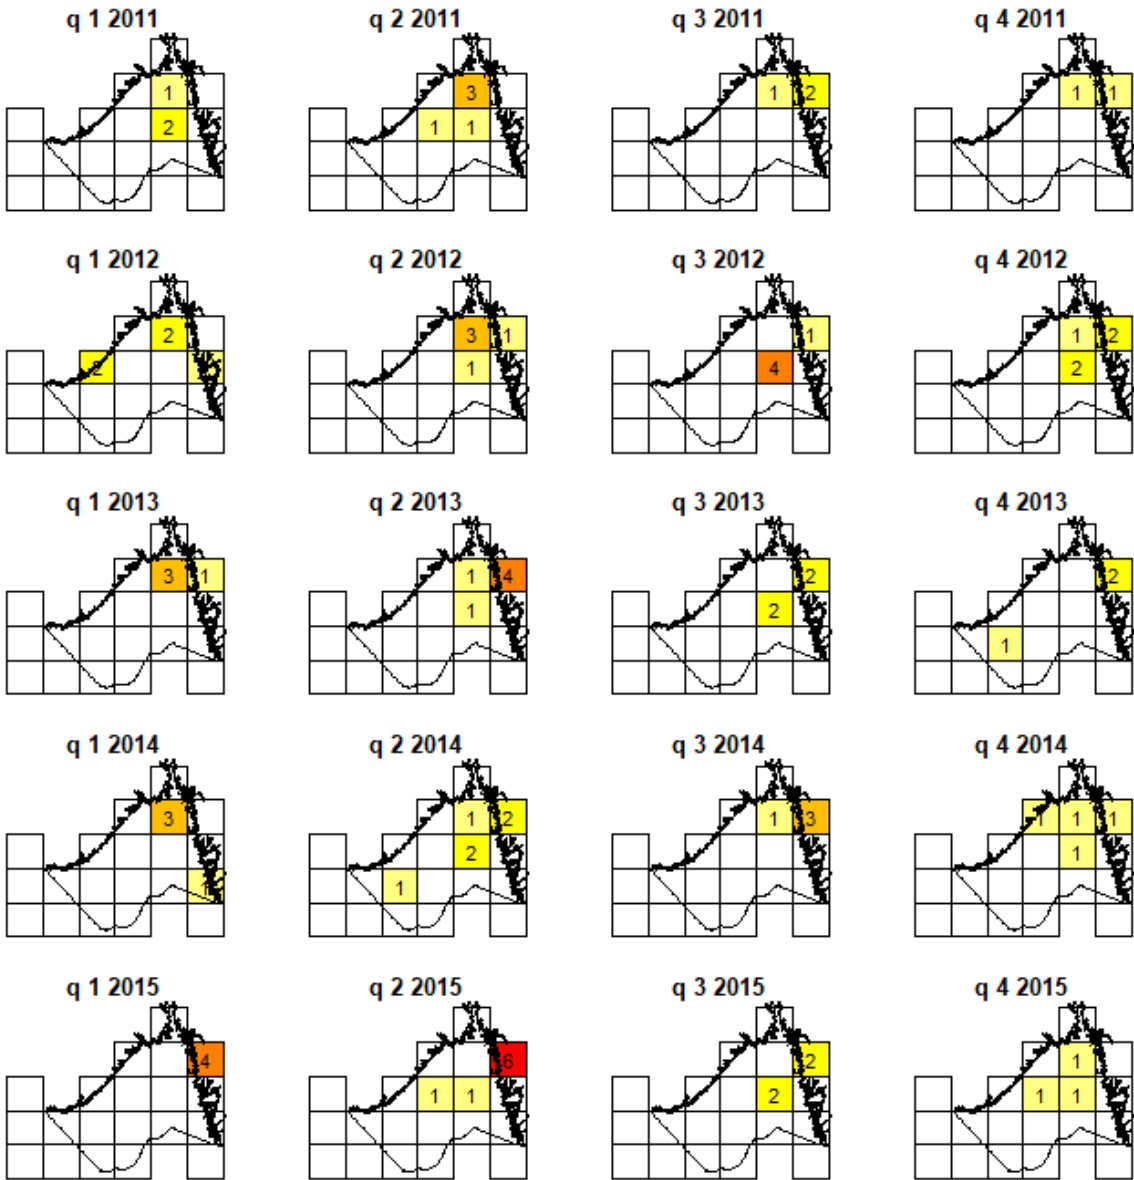 q 1 2011 q 2 2011 q 3 2011 q 4 2011
1 3 1 2 1 1
2 1 1
q 1 2012 q 2 2012 q 3 2012 q 4 2012
2 3 1 1 1 2
2 1 4 2
q 1 2013 q 2 2013 q 3 2013 q 4 2013
3 1 1 4 2 2
1 2
1
q 1 2014 q 2 2014 q 3 2014 q 4 2014
3 1 2 1 3 1 1 1
2 1
1 1
q 1 2015 q 2 2015 q 3 2015 q 4 2015
4 6 2 1
1 1 2 1 1